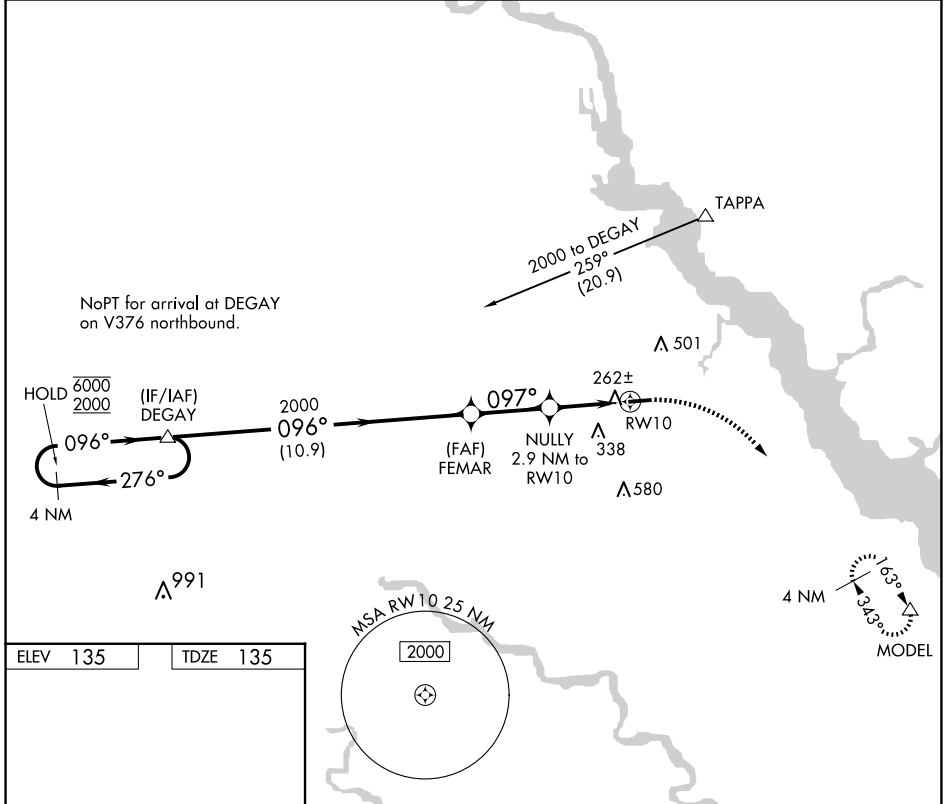 TAPPA
2000 to DEGAY
259°
(20.9)
NoPT for arrival at DEGAY
on V376 northbound.
501
HOLD 6000
2000
(IF/IAF)
DEGAY
262±
2000
097°
096°
096°
RW10
(10.9)
(FAF)
FEMAR
NULLY
2.9 NM to
RW10
338
276°
580
4 NM
991
163°
4 NM
343°
MODEL
MSA RW10 25 NM
2000
ELEV 135
TDZE 135